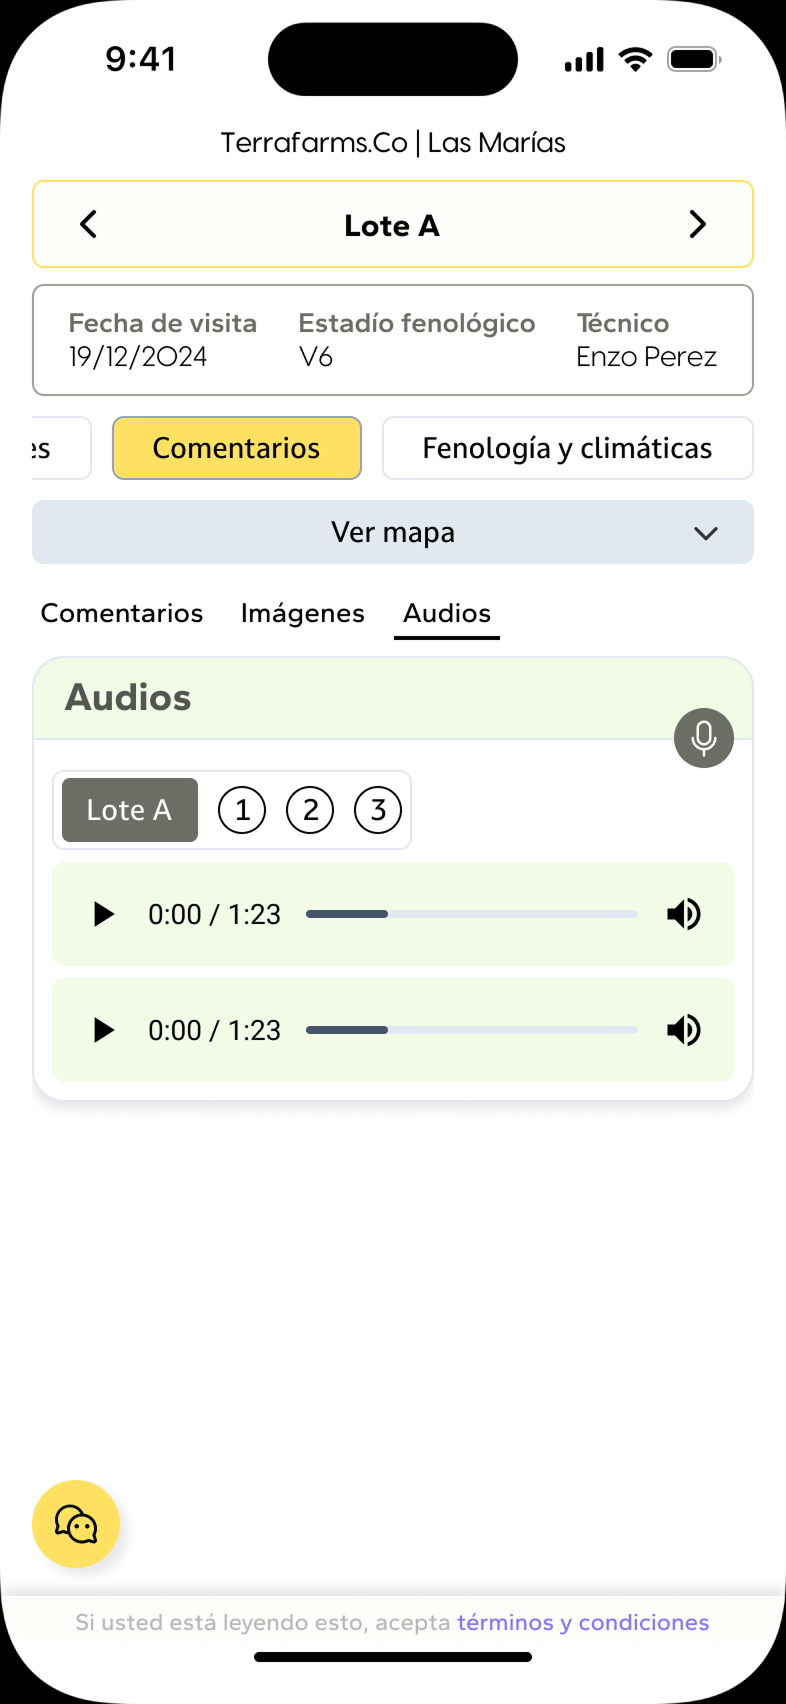 9:41
Terrafarms.Co | Las Marías
Lote A
Fecha de visita Estadío fenológico Técnico
19/12/2024 V6 Enzo Perez
es Comentarios Fenología y climáticas
Ver mapa
Comentarios Imágenes Audios
Audios
Lote A 1 2 3
0:00 / 1:23
0:00 / 1:23
Si usted está leyendo esto, acepta términos y condiciones